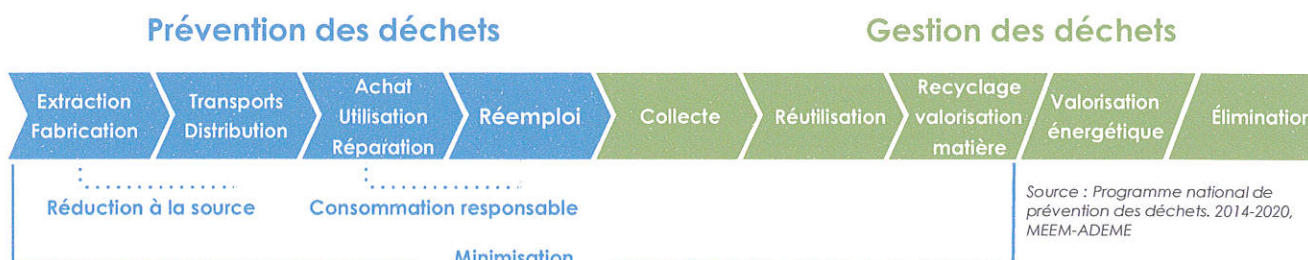 Prévention des déchets
Gestion des déchets
Extraction
Fabrication
Transports
Distribution
Achat
Utilisation
Réparation
Réemploi
Collecte
Réutilisation
Recyclage
valorisation
matière
Valorisation
énergétique
Élimination
Réduction à la source
Consommation responsable
Source : Programme national de
prévention des déchets. 2014-2020,
MEEM-ADEME
Minimisation